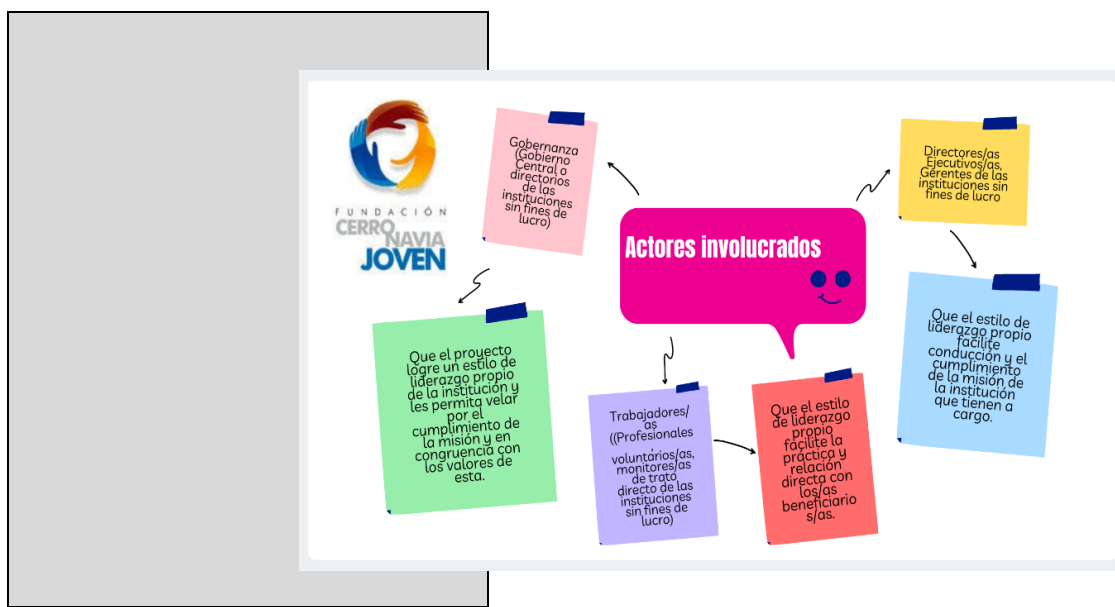 FUNDACIÓN
CERRO
NAVIA
JOVEN
Gobernanza
(Gobierno
Central o
directorios
de las
instituciones
sin fines de
lucro)
Que el proyecto
logre un estilo de
liderazgo propio
de la institución y
les permita velar
por el
cumplimiento de
la misión y en
congruencia con
los valores de
esta.
Actores involucrados
Trabajadores/
as
((Profesionales
,
voluntários/as,
monitores/as
de trato
directo de las
instituciones
sin fines de
lucro)
Que el estilo
de liderazgo
propio
facilite la
práctica y
relación
directa con
los/as
beneficiario
s/as.
Directores/as
Ejecutivos/as,
Gerentes de las
instituciones sin
fines de lucro
Que el estilo de
liderazgo propio
facilite
conducción y el
cumplimiento
de la misión de
la institución
que tienen a
cargo.